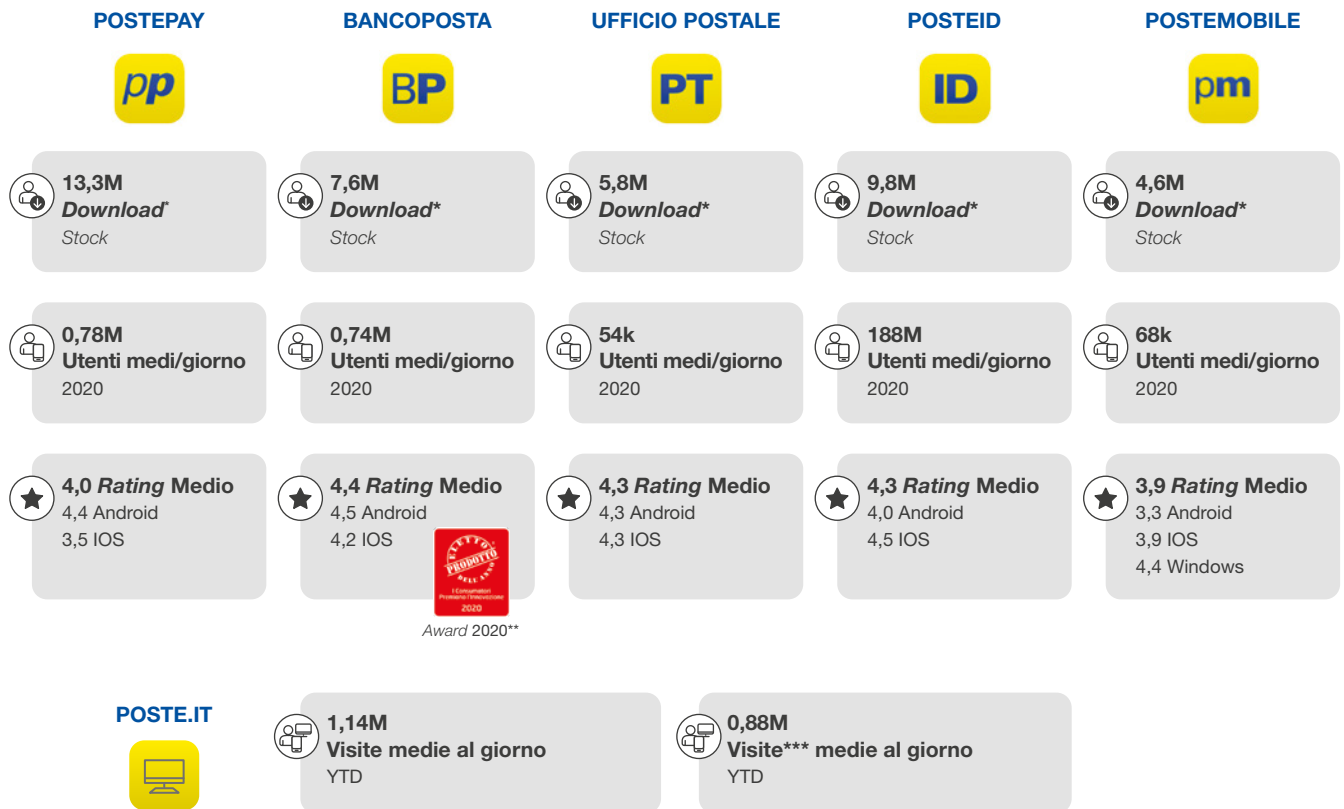 POSTEPAY
BANCOPOSTA
UFFICIO POSTALE
POSTEID
POSTEMOBILE
pp
BP
PT
ID
pm
13,3M
Download*
Stock
7,6M
Download*
Stock
5,8M
Download*
Stock
9,8M
Download*
Stock
4,6M
Download*
Stock
0,78M
Utenti medi/giorno
2020
0,74M
Utenti medi/giorno
2020
54k
Utenti medi/giorno
2020
188M
Utenti medi/giorno
2020
68k
Utenti medi/giorno
2020
4,0 Rating Medio
4,4 Android
3,5 IOS
4,4 Rating Medio
4,5 Android
4,2 IOS
ELETTO
PRODOTTO
DELL'ANNO
I Consumatori
Premiano l'Innovazione
2020
Award 2020**
4,3 Rating Medio
4,3 Android
4,3 IOS
4,3 Rating Medio
4,0 Android
4,5 IOS
3,9 Rating Medio
3,3 Android
3,9 IOS
4,4 Windows
POSTE.IT
1,14M
Visite medie al giorno
YTD
0,88M
Visite*** medie al giorno
YTD